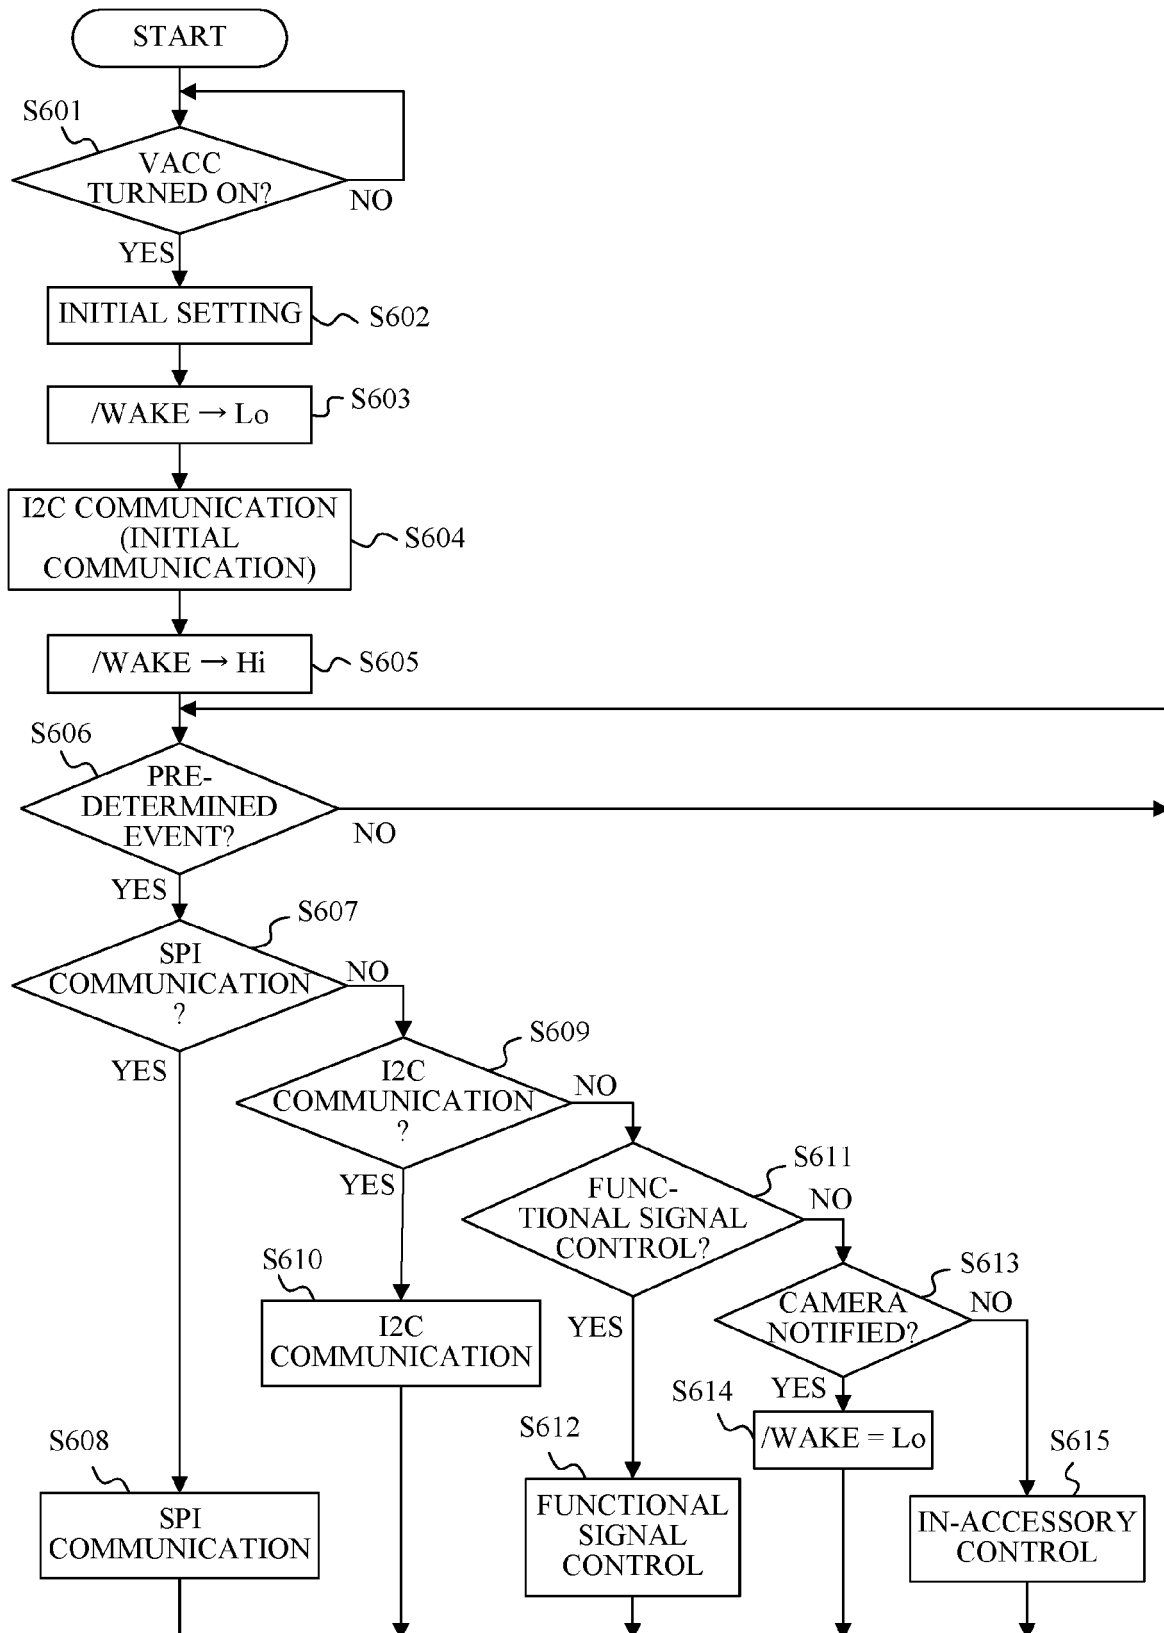 START
S601
VACC
TURNED ON?
NO
YES
INITIAL SETTING
S602
/WAKE → Lo
S603
I2C COMMUNICATION
(INITIAL
COMMUNICATION)
S604
/WAKE → Hi
S605
S606
PRE-
DETERMINED
EVENT?
NO
YES
S607
SPI
COMMUNICATION
?
NO
YES
S609
I2C
COMMUNICATION
?
NO
YES
S611
FUNC-
TIONAL SIGNAL
CONTROL?
NO
YES
S610
I2C
COMMUNICATION
S613
CAMERA
NOTIFIED?
NO
YES
S614
/WAKE = Lo
S612
FUNCTIONAL
SIGNAL
CONTROL
S615
IN-ACCESSORY
CONTROL
S608
SPI
COMMUNICATION